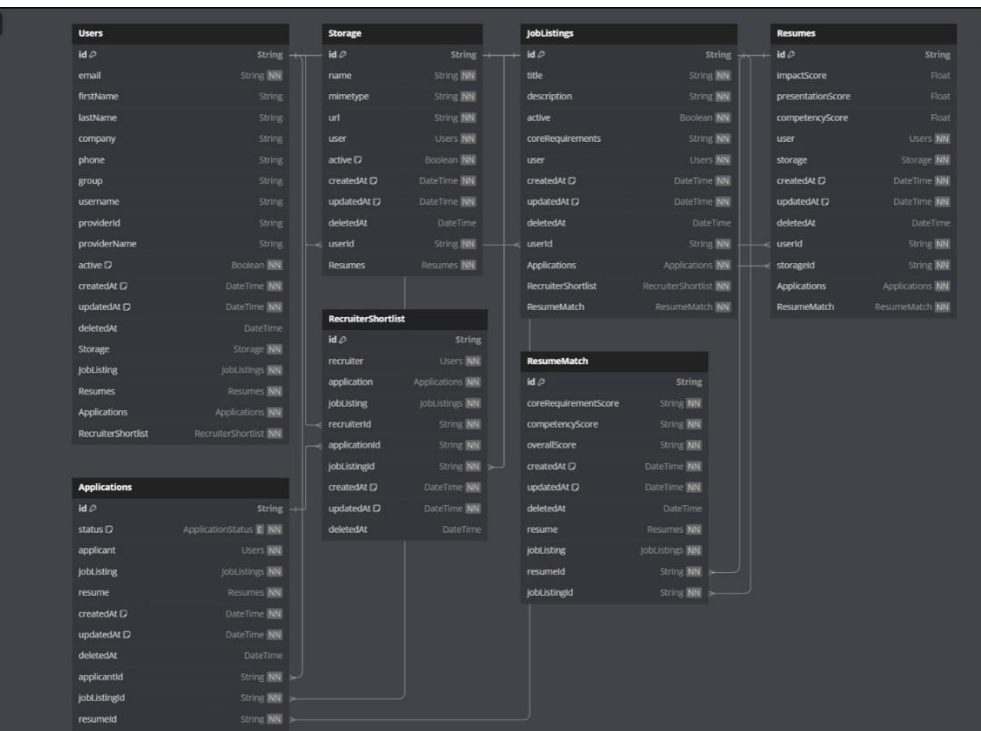 Users
id String
email String NN
firstName String
lastName String
company String
phone String
group String
username String
providerId String
providerName String
active Boolean NN
createdAt DateTime NN
updatedAt DateTime NN
deletedAt DateTime
Storage Storage NN
JobListing JobListings NN
Resumes Resumes NN
Applications Applications NN
RecruiterShortlist RecruiterShortlist NN
Applications
id String
status ApplicationStatus E NN
applicant Users NN
jobListing JobListings NN
resume Resumes NN
createdAt DateTime NN
updatedAt DateTime NN
deletedAt DateTime
applicantId String NN
jobListingId String NN
resumeId String NN
Storage
id String
name String NN
mimetype String NN
url String NN
user Users NN
active Boolean NN
createdAt DateTime NN
updatedAt DateTime NN
deletedAt DateTime
userId String NN
Resumes Resumes NN
RecruiterShortlist
id String
recruiter Users NN
application Applications NN
jobListing JobListings NN
recruiterId String NN
applicationId String NN
jobListingId String NN
createdAt DateTime NN
updatedAt DateTime NN
deletedAt DateTime
JobListings
id String
title String NN
description String NN
active Boolean NN
coreRequirements String NN
user Users NN
createdAt DateTime NN
updatedAt DateTime NN
deletedAt DateTime
userId String NN
Applications Applications NN
RecruiterShortlist RecruiterShortlist NN
ResumeMatch ResumeMatch NN
ResumeMatch
id String
coreRequirementScore String NN
competencyScore String NN
overallScore String NN
createdAt DateTime NN
updatedAt DateTime NN
deletedAt DateTime
resume Resumes NN
jobListing JobListings NN
resumeId String NN
jobListingId String NN
Resumes
id String
impactScore Float
presentationScore Float
competencyScore Float
user Users NN
storage Storage NN
createdAt DateTime NN
updatedAt DateTime NN
deletedAt DateTime
userId String NN
storageId String NN
Applications Applications NN
ResumeMatch ResumeMatch NN